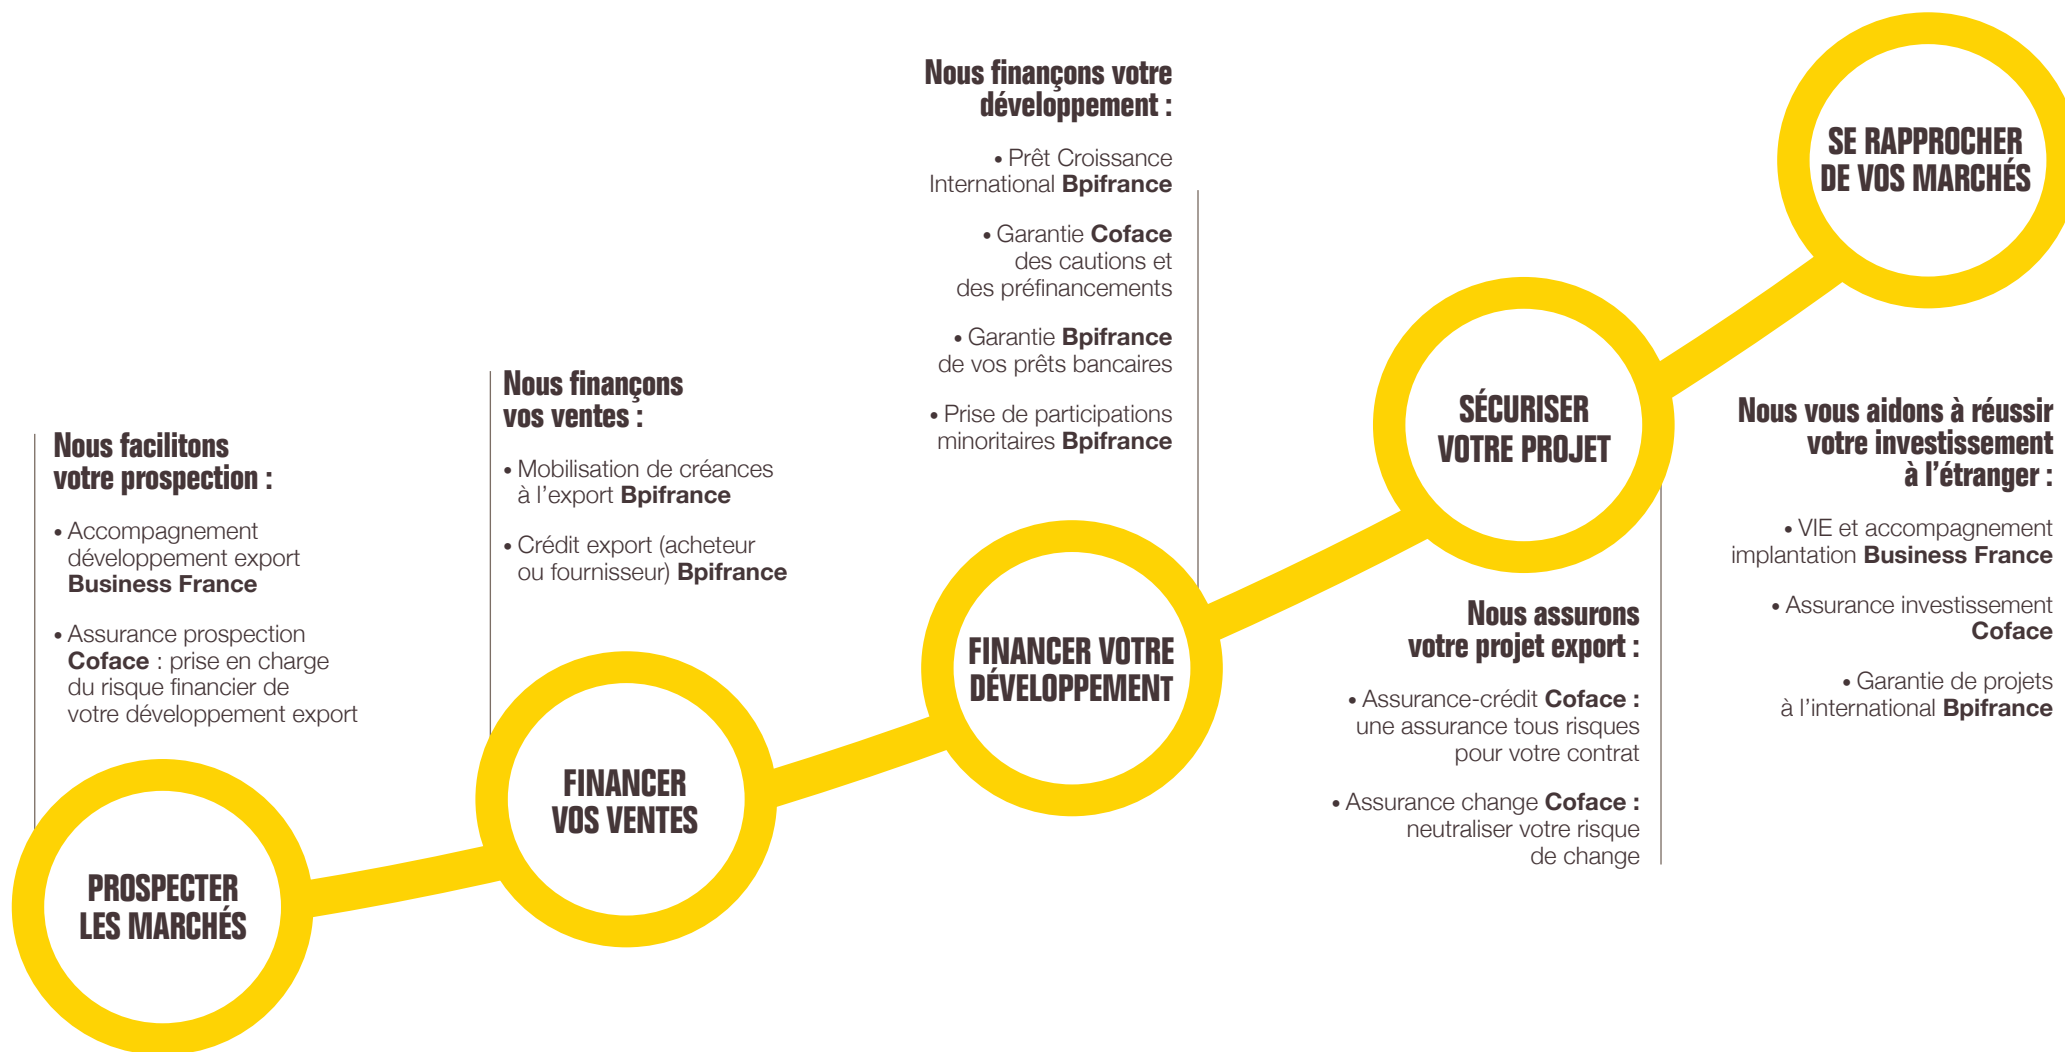 Nous facilitons
votre prospection :
• Accompagnement
développement export
Business France
• Assurance prospection
Coface : prise en charge
du risque financier de
votre développement export
PROSPECTER
LES MARCHÉS
Nous finançons
vos ventes :
• Mobilisation de créances
à l’export Bpifrance
• Crédit export (acheteur
ou fournisseur) Bpifrance
FINANCER
VOS VENTES
Nous finançons votre
développement :
• Prêt Croissance
International Bpifrance
• Garantie Coface
des cautions et
des préfinancements
• Garantie Bpifrance
de vos prêts bancaires
• Prise de participations
minoritaires Bpifrance
FINANCER VOTRE
DÉVELOPPEMENT
SÉCURISER
VOTRE PROJET
Nous assurons
votre projet export :
• Assurance-crédit Coface :
une assurance tous risques
pour votre contrat
• Assurance change Coface :
neutraliser votre risque
de change
SE RAPPROCHER
DE VOS MARCHÉS
Nous vous aidons à réussir
votre investissement
à l’étranger :
• VIE et accompagnement
implantation Business France
• Assurance investissement
Coface
• Garantie de projets
à l’international Bpifrance